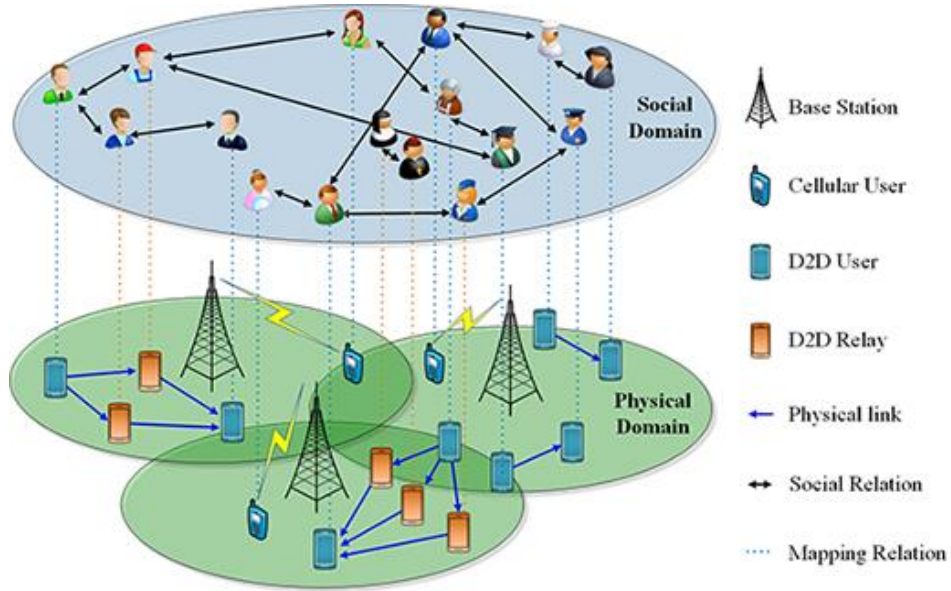 Social
Domain
Physical
Domain
Base Station
Cellular User
D2D User
D2D Relay
Physical link
Social Relation
Mapping Relation